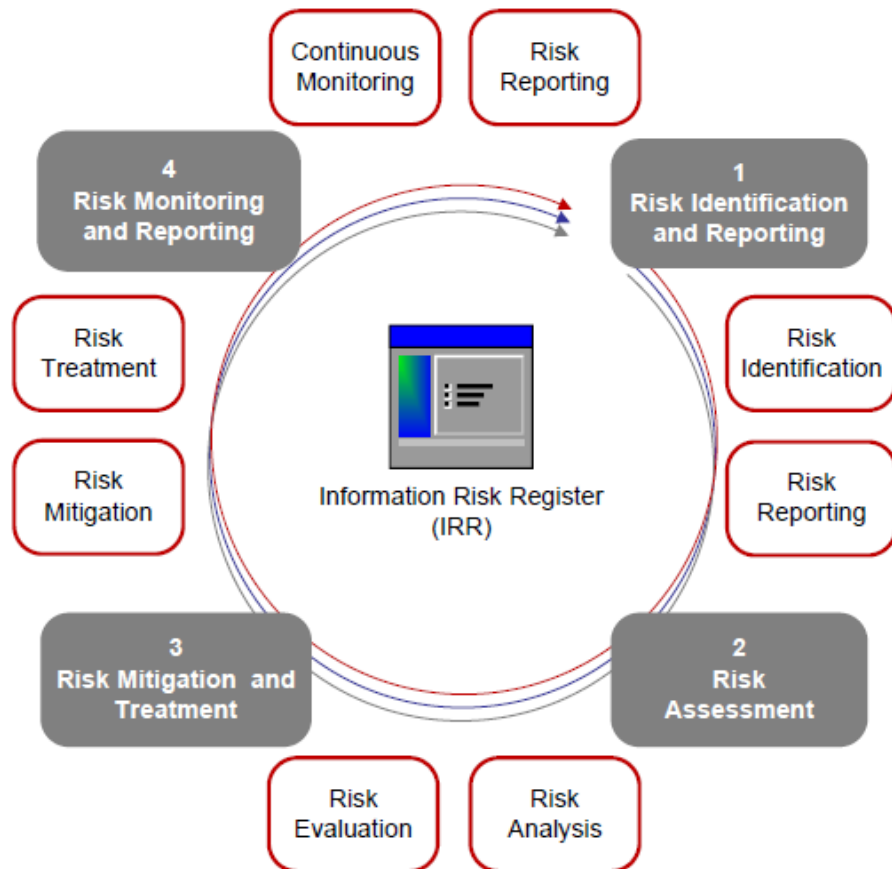 Continuous
Monitoring
Risk
Reporting
4
Risk Monitoring
and Reporting
1
Risk Identification
and Reporting
Risk
Treatment
Risk
Identification
Risk
Mitigation
Information Risk Register
(IRR)
Risk
Reporting
3
Risk Mitigation and
Treatment
2
Risk
Assessment
Risk
Evaluation
Risk
Analysis